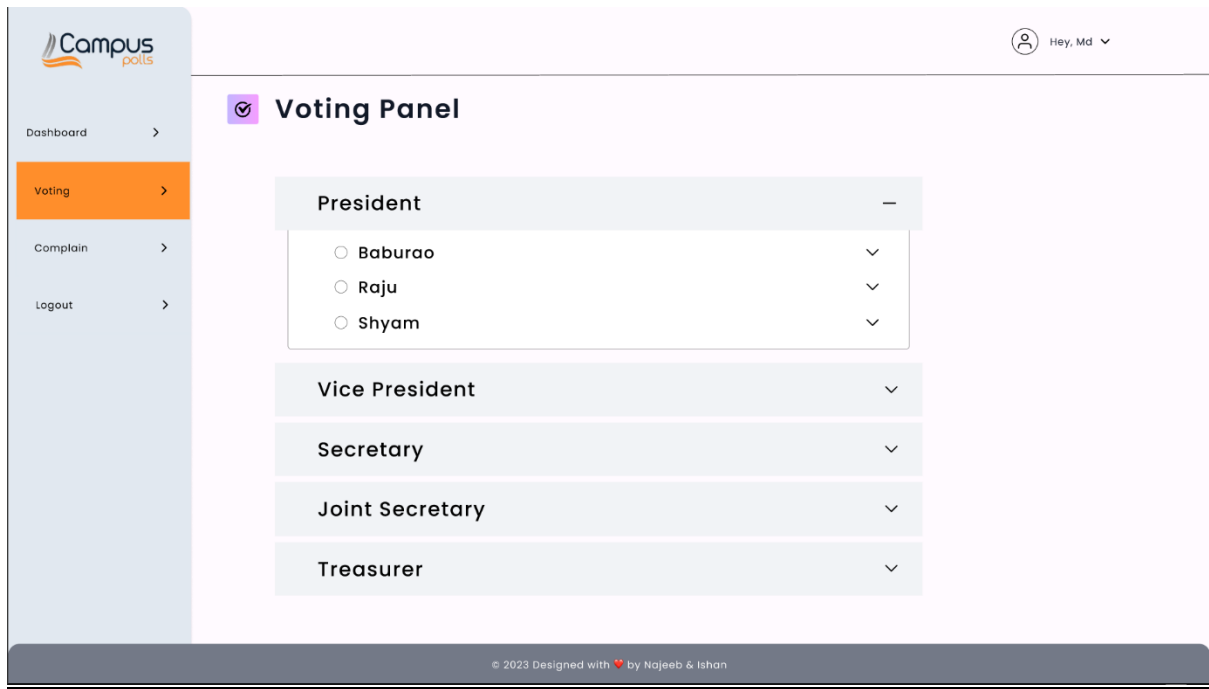 Campus
polls
Hey, Md
Dashboard
Voting
Complain
Logout
Voting Panel
President
Baburao
Raju
Shyam
Vice President
Secretary
Joint Secretary
Treasurer
© 2023 Designed with ❤ by Najeeb & Ishan